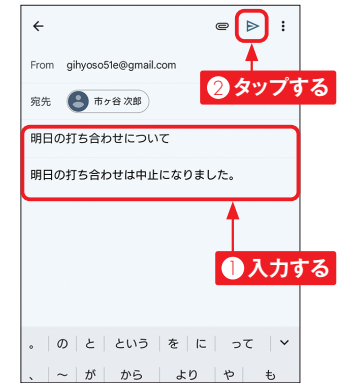 From gihyoso51e@gmail.com
❷タップする
宛先 市ヶ谷 次郎
明日の打ち合わせについて
明日の打ち合わせは中止になりました。
❶入力する
。 の と という を に って
、 ~ が から より や も